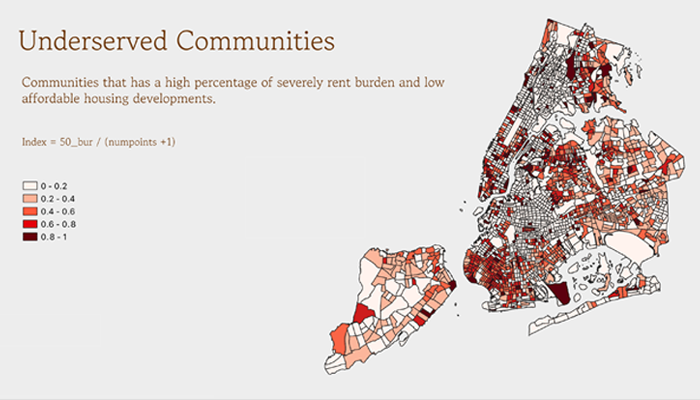 Underserved Communities
Communities that has a high percentage of severely rent burden and low
affordable housing developments.
Index = 50_bur / (numpoints +1)
0 - 0.2
0.2 - 0.4
0.4 - 0.6
0.6 - 0.8
0.8 - 1